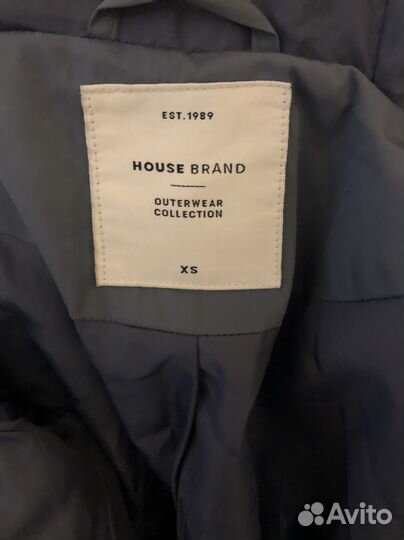 EST.1989
HOUSE BRAND
OUTERWEAR
COLLECTION
XS
Avito